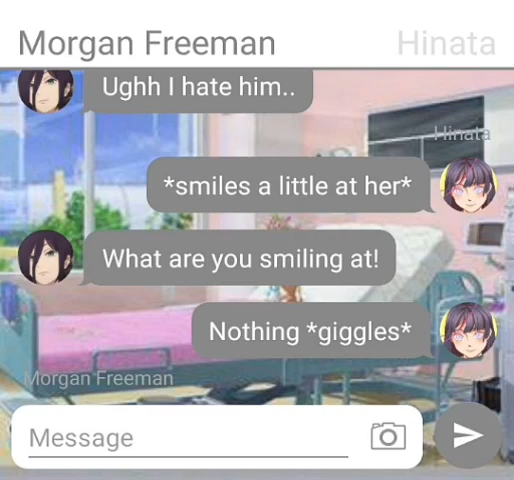 Morgan Freeman Hinata
Ughh I hate him..
Hinata
*smiles a little at her*
What are you smiling at!
Nothing *giggles*
Morgan Freeman
Message